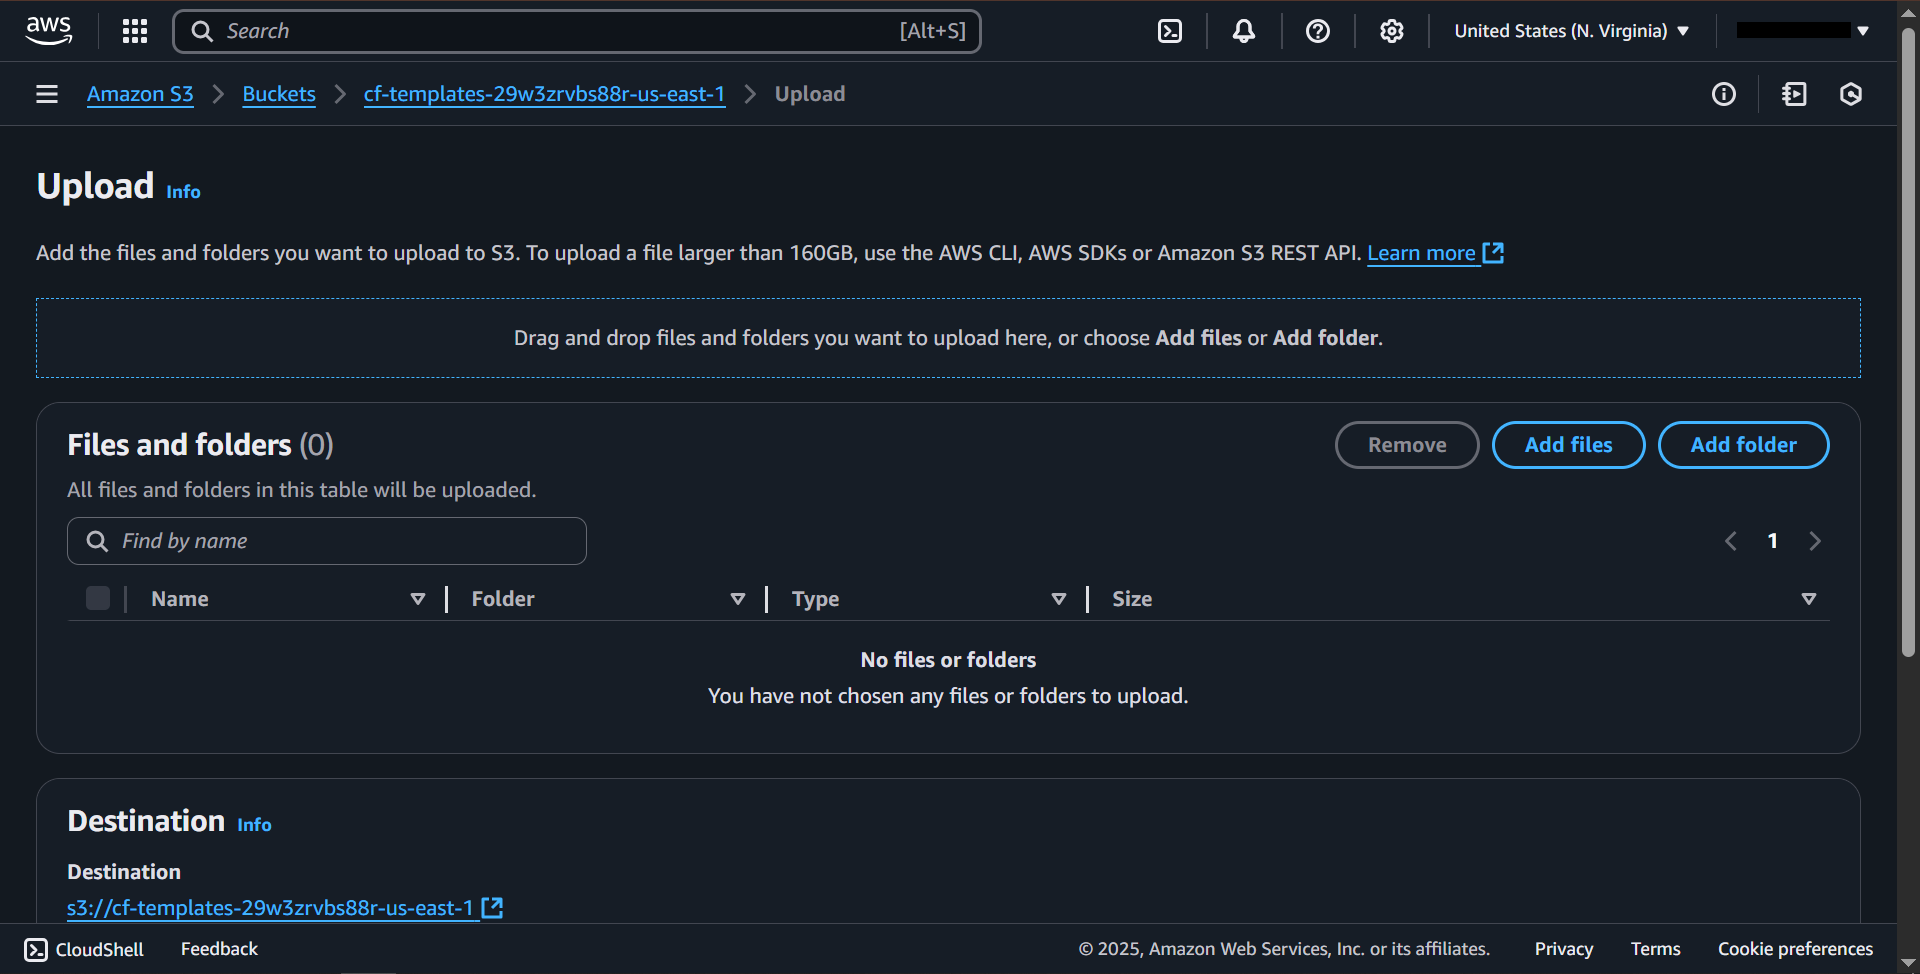 aws Search [Alt+S] United States (N. Virginia)
Amazon S3 Buckets cf-templates-29w3zrvbs88r-us-east-1 Upload
Upload Info
Add the files and folders you want to upload to S3. To upload a file larger than 160GB, use the AWS CLI, AWS SDKs or Amazon S3 REST API. Learn more
Drag and drop files and folders you want to upload here, or choose Add files or Add folder.
Files and folders (0) Remove Add files Add folder
All files and folders in this table will be uploaded.
Find by name 1
Name Folder Type Size
No files or folders
You have not chosen any files or folders to upload.
Destination Info
Destination
s3://cf-templates-29w3zrvbs88r-us-east-1
CloudShell Feedback © 2025, Amazon Web Services, Inc. or its affiliates. Privacy Terms Cookie preferences